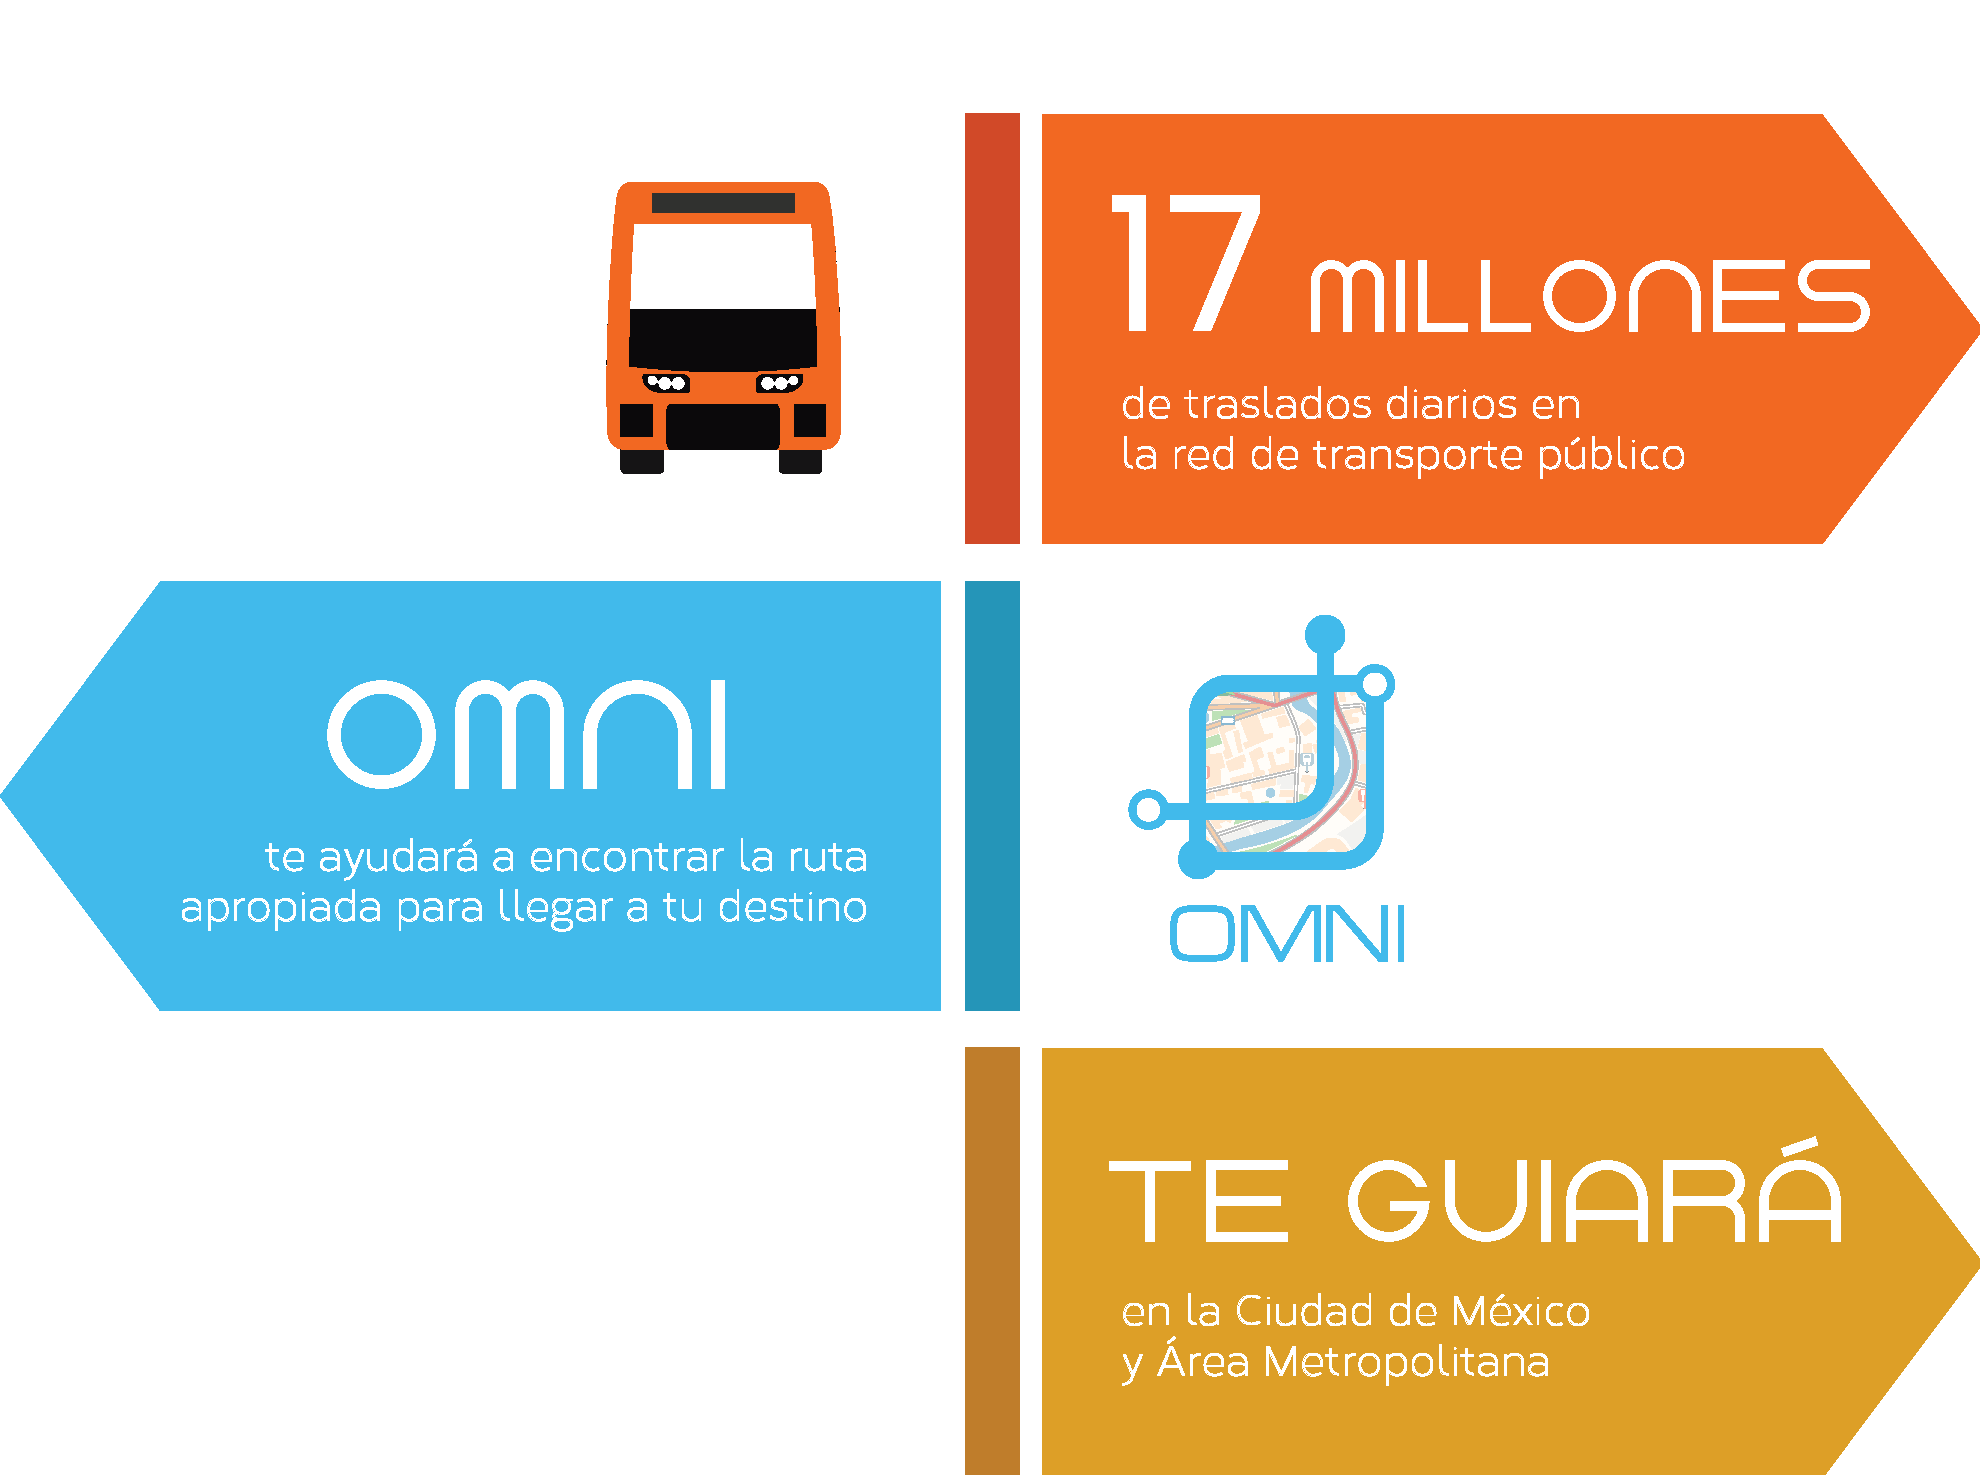 17 MILLONES
de traslados diarios en
la red de transporte público
OMNI
te ayudará a encontrar la ruta
apropiada para llegar a tu destino
OMNI
TE GUIARÁ
en la Ciudad de México
y Área Metropolitana